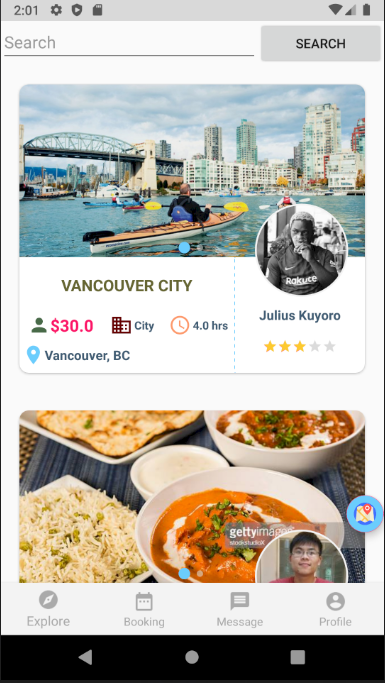 2:01
Search
SEARCH
Rakuten
VANCOUVER CITY
$30.0
City
4.0 hrs
Vancouver, BC
Julius Kuyoro
gettyimages
stockstudioX
Explore
Booking
Message
Profile